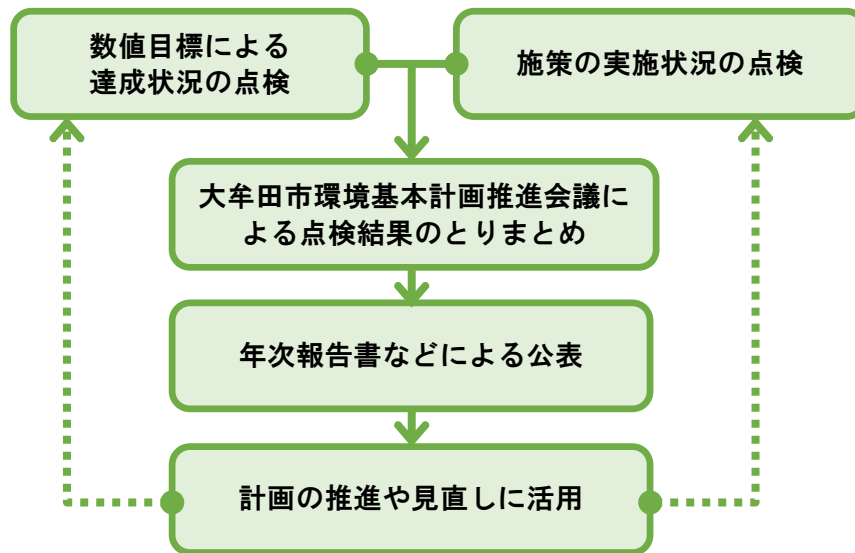 数値目標による
達成状況の点検
施策の実施状況の点検
大牟田市環境基本計画推進会議に
よる点検結果のとりまとめ
年次報告書などによる公表
計画の推進や見直しに活用